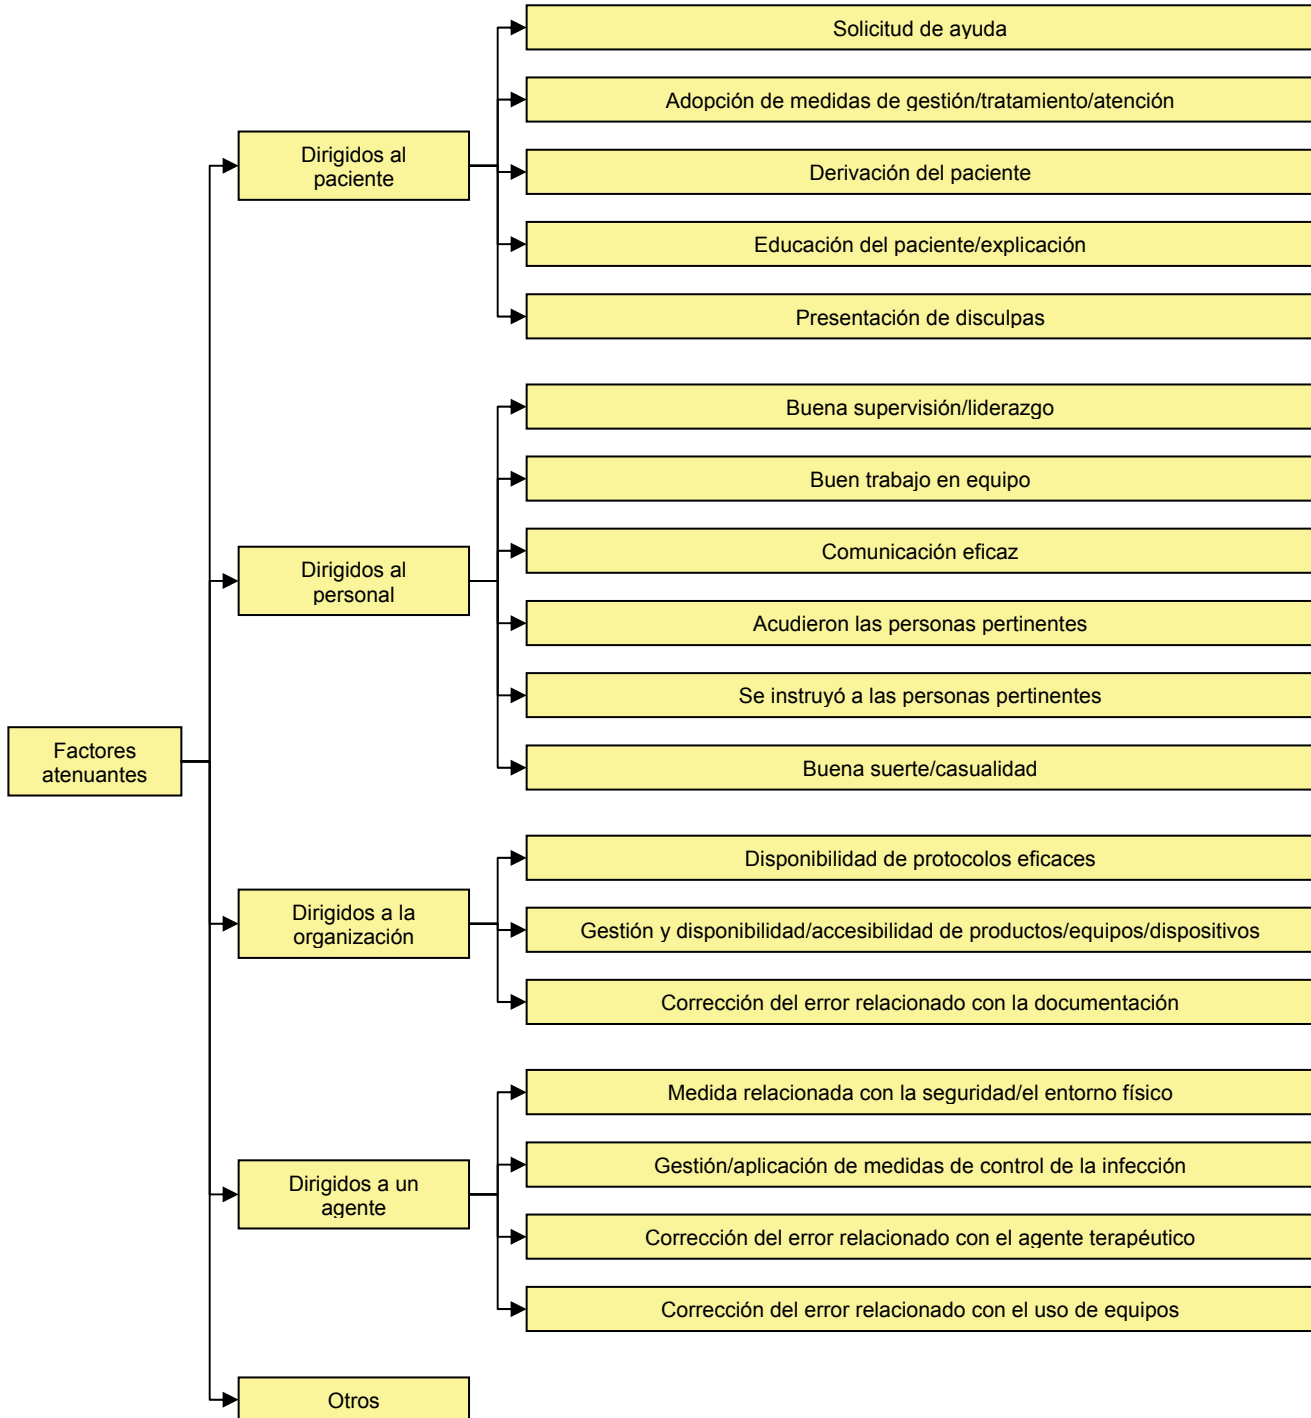 Solicitud de ayuda
Adopción de medidas de gestión/tratamiento/atención
Dirigidos al
paciente
Derivación del paciente
Educación del paciente/explicación
Presentación de disculpas
Buena supervisión/liderazgo
Buen trabajo en equipo
Comunicación eficaz
Dirigidos al
personal
Acudieron las personas pertinentes
Se instruyó a las personas pertinentes
Buena suerte/casualidad
Factores
atenuantes
Disponibilidad de protocolos eficaces
Dirigidos a la
organización
Gestión y disponibilidad/accesibilidad de productos/equipos/dispositivos
Corrección del error relacionado con la documentación
Medida relacionada con la seguridad/el entorno físico
Gestión/aplicación de medidas de control de la infección
Dirigidos a un
agente
Corrección del error relacionado con el agente terapéutico
Corrección del error relacionado con el uso de equipos
Otros